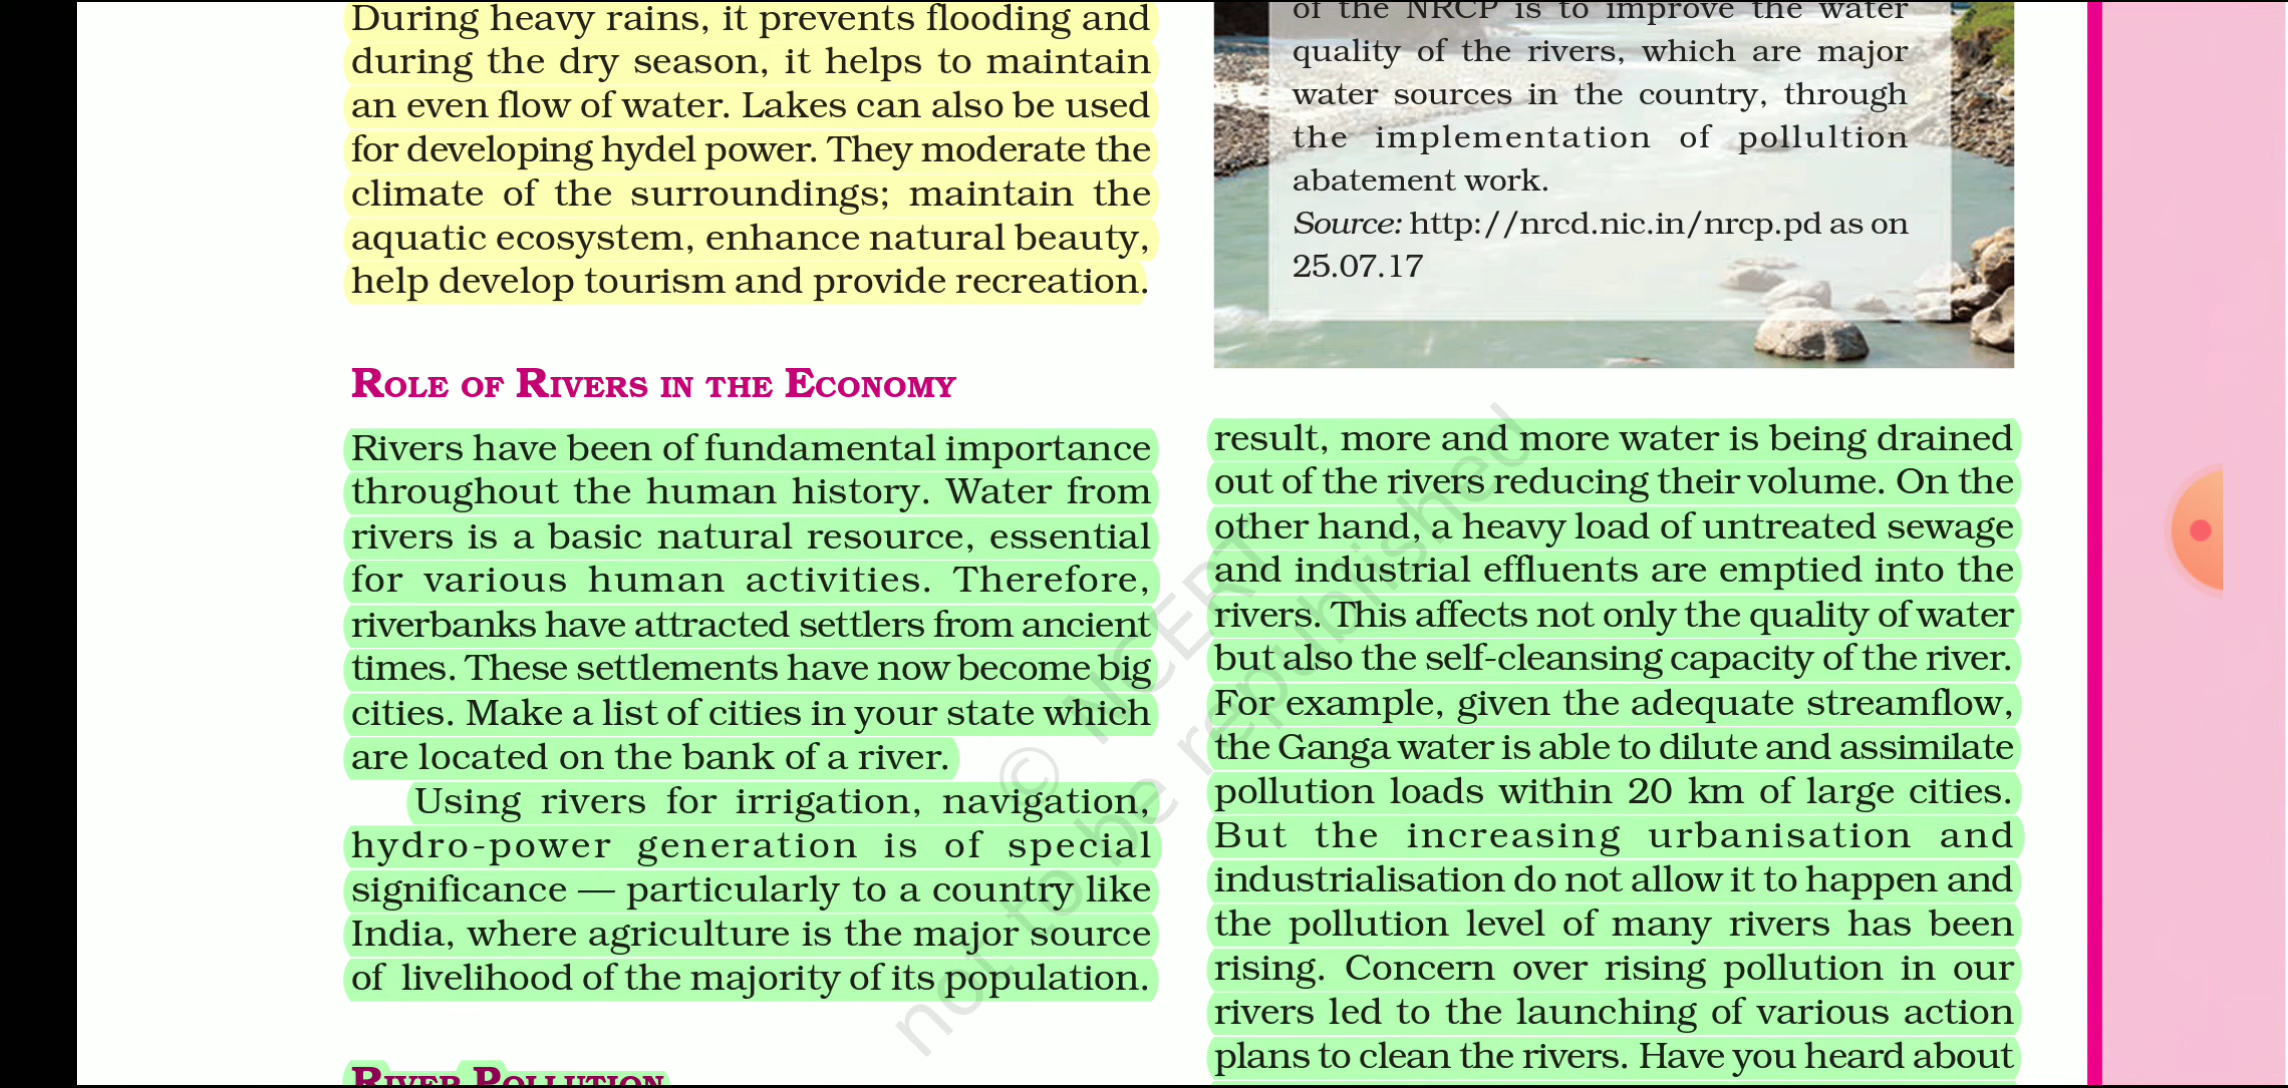 During heavy rains, it prevents flooding and
during the dry season, it helps to maintain
an even flow of water. Lakes can also be used
for developing hydel power. They moderate the
climate of the surroundings; maintain the
aquatic ecosystem, enhance natural beauty,
help develop tourism and provide recreation.
ROLE OF RIVERS IN THE ECONOMY
Rivers have been of fundamental importance
throughout the human history. Water from
rivers is a basic natural resource, essential
for various human activities. Therefore,
riverbanks have attracted settlers from ancient
times. These settlements have now become big
cities. Make a list of cities in your state which
are located on the bank of a river.
Using rivers for irrigation, navigation,
hydro-power generation is of special
significance — particularly to a country like
India, where agriculture is the major source
of livelihood of the majority of its population.
RIVER POLLUTION
of the NRCP is to improve the water
quality of the rivers, which are major
water sources in the country, through
the implementation of pollultion
abatement work.
Source: http://nrcd.nic.in/nrcp.pd as on
25.07.17
result, more and more water is being drained
out of the rivers reducing their volume. On the
other hand, a heavy load of untreated sewage
and industrial effluents are emptied into the
rivers. This affects not only the quality of water
but also the self-cleansing capacity of the river.
For example, given the adequate streamflow,
the Ganga water is able to dilute and assimilate
pollution loads within 20 km of large cities.
But the increasing urbanisation and
industrialisation do not allow it to happen and
the pollution level of many rivers has been
rising. Concern over rising pollution in our
rivers led to the launching of various action
plans to clean the rivers. Have you heard about
© NCERT
not to be republished